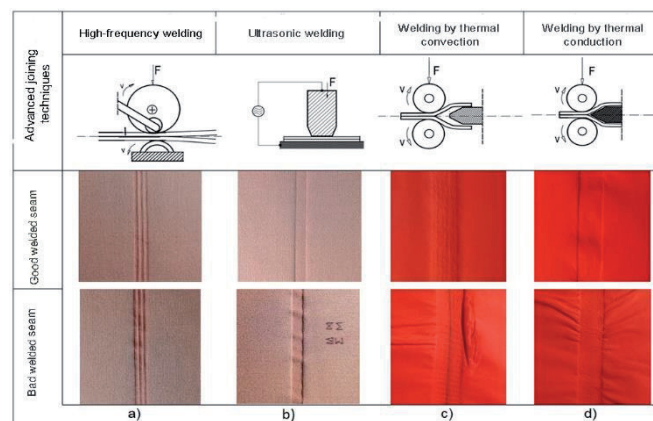 High-frequency welding
Ultrasonic welding
Welding by thermal
convection
Welding by thermal
conduction
Advanced joining
techniques
F
v
v
F
F
v
v
F
v
v
Good welded seam
Bad welded seam
a)
b)
c)
d)